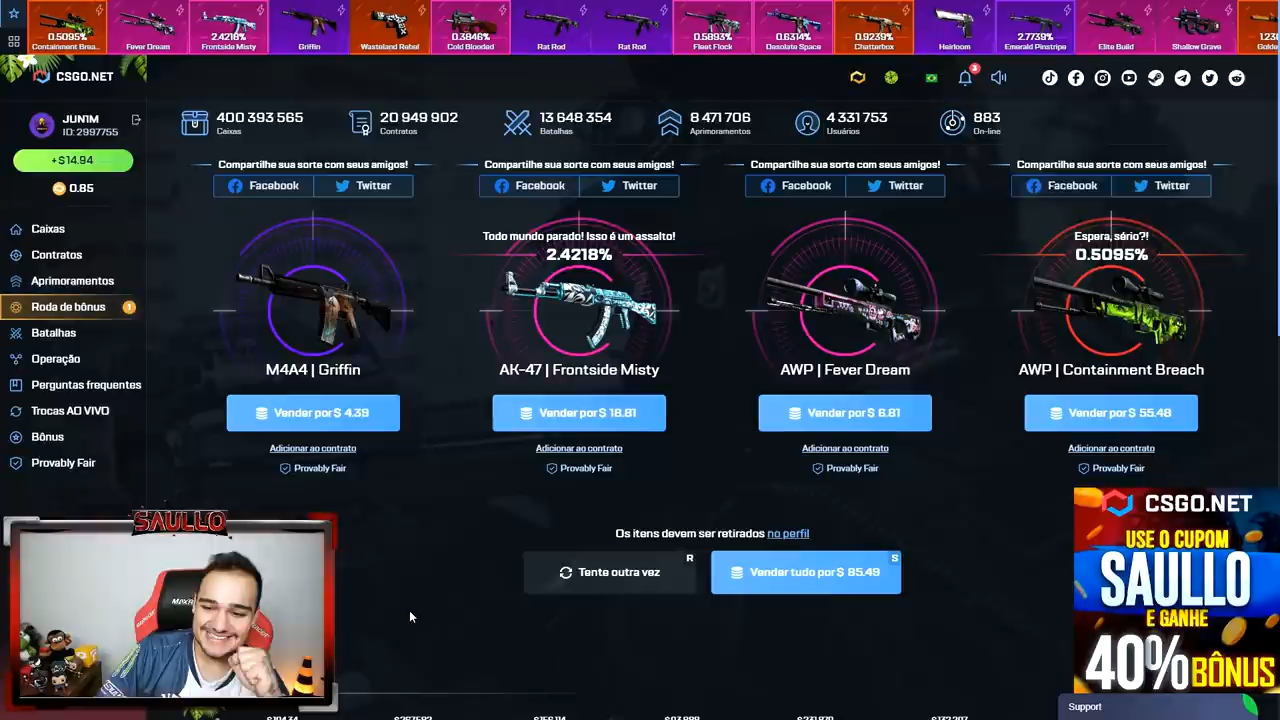 0.5095%
Containment Brea...
Fever Dream
2.4218%
Frontside Misty
Griffin
Wasteland Rebel
0.3846%
Cold Blooded
Rat Rod
Rat Rod
0.5893%
Fleet Flock
0.6314%
Desolate Space
0.9239%
Chatterbox
Heirloom
2.7739%
Emerald Pinstripe
Elite Build
Shallow Grave
CSGO.NET
3
JUN1M
ID: 2997755
+$14.94
0.85
400 393 565
Caixas
20 949 902
Contratos
13 648 354
Batalhas
8 471 706
Aprimoramentos
4 331 753
Usuários
883
On-line
Caixas
Contratos
Aprimoramentos
Roda de bônus
1
Batalhas
Operação
Perguntas frequentes
Trocas AO VIVO
Bônus
Provably Fair
Compartilhe sua sorte com seus amigos!
Facebook
Twitter
M4A4 | Griffin
Vender por $ 4.39
Adicionar ao contrato
Provably Fair
Compartilhe sua sorte com seus amigos!
Facebook
Twitter
Todo mundo parado! Isso é um assalto!
2.4218%
AK-47 | Frontside Misty
Vender por $ 18.81
Adicionar ao contrato
Provably Fair
Compartilhe sua sorte com seus amigos!
Facebook
Twitter
AWP | Fever Dream
Vender por $ 6.81
Adicionar ao contrato
Provably Fair
Compartilhe sua sorte com seus amigos!
Facebook
Twitter
Espera, sério?!
0.5095%
AWP | Containment Breach
Vender por $ 55.48
Adicionar ao contrato
Provably Fair
Os itens devem ser retirados no perfil
Tente outra vez
R
Vender tudo por $ 85.49
S
SAULLO
CSGO.NET
USE O CUPOM
SAULLO
E GANHE
40% BÔNUS
Support